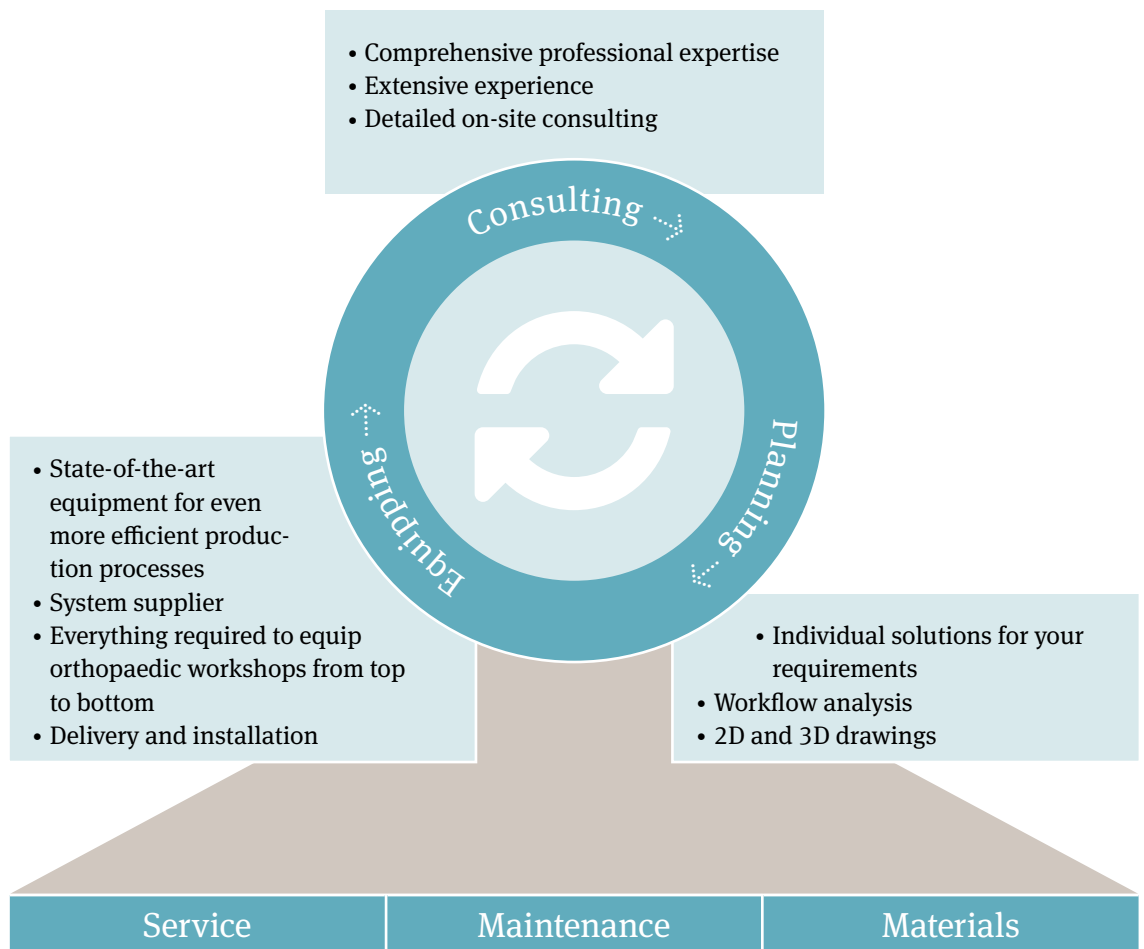 • Comprehensive professional expertise
• Extensive experience
• Detailed on-site consulting
Consulting
Planning
Equipping
• State-of-the-art
equipment for even
more efficient produc-
tion processes
• System supplier
• Everything required to equip
orthopaedic workshops from top
to bottom
• Delivery and installation
• Individual solutions for your
requirements
• Workflow analysis
• 2D and 3D drawings
Service
Maintenance
Materials